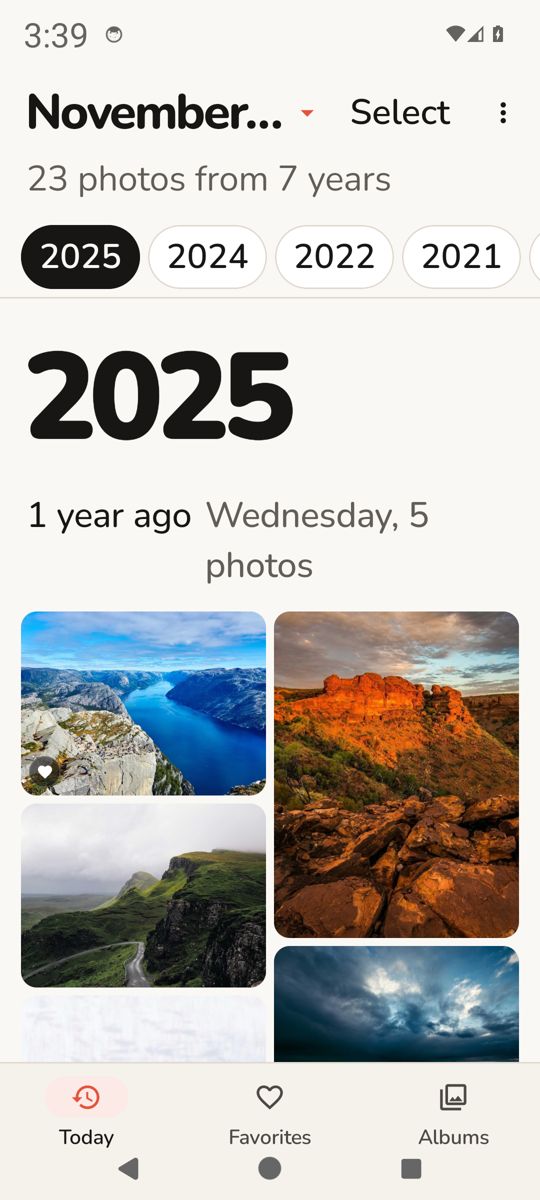 3:39
November... Select
23 photos from 7 years
2025 2024 2022 2021
2025
1 year ago Wednesday, 5
photos
Today Favorites Albums